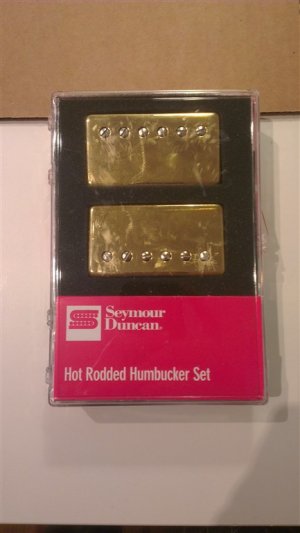 Seymour
Duncan®
Hot Rodded Humbucker Set